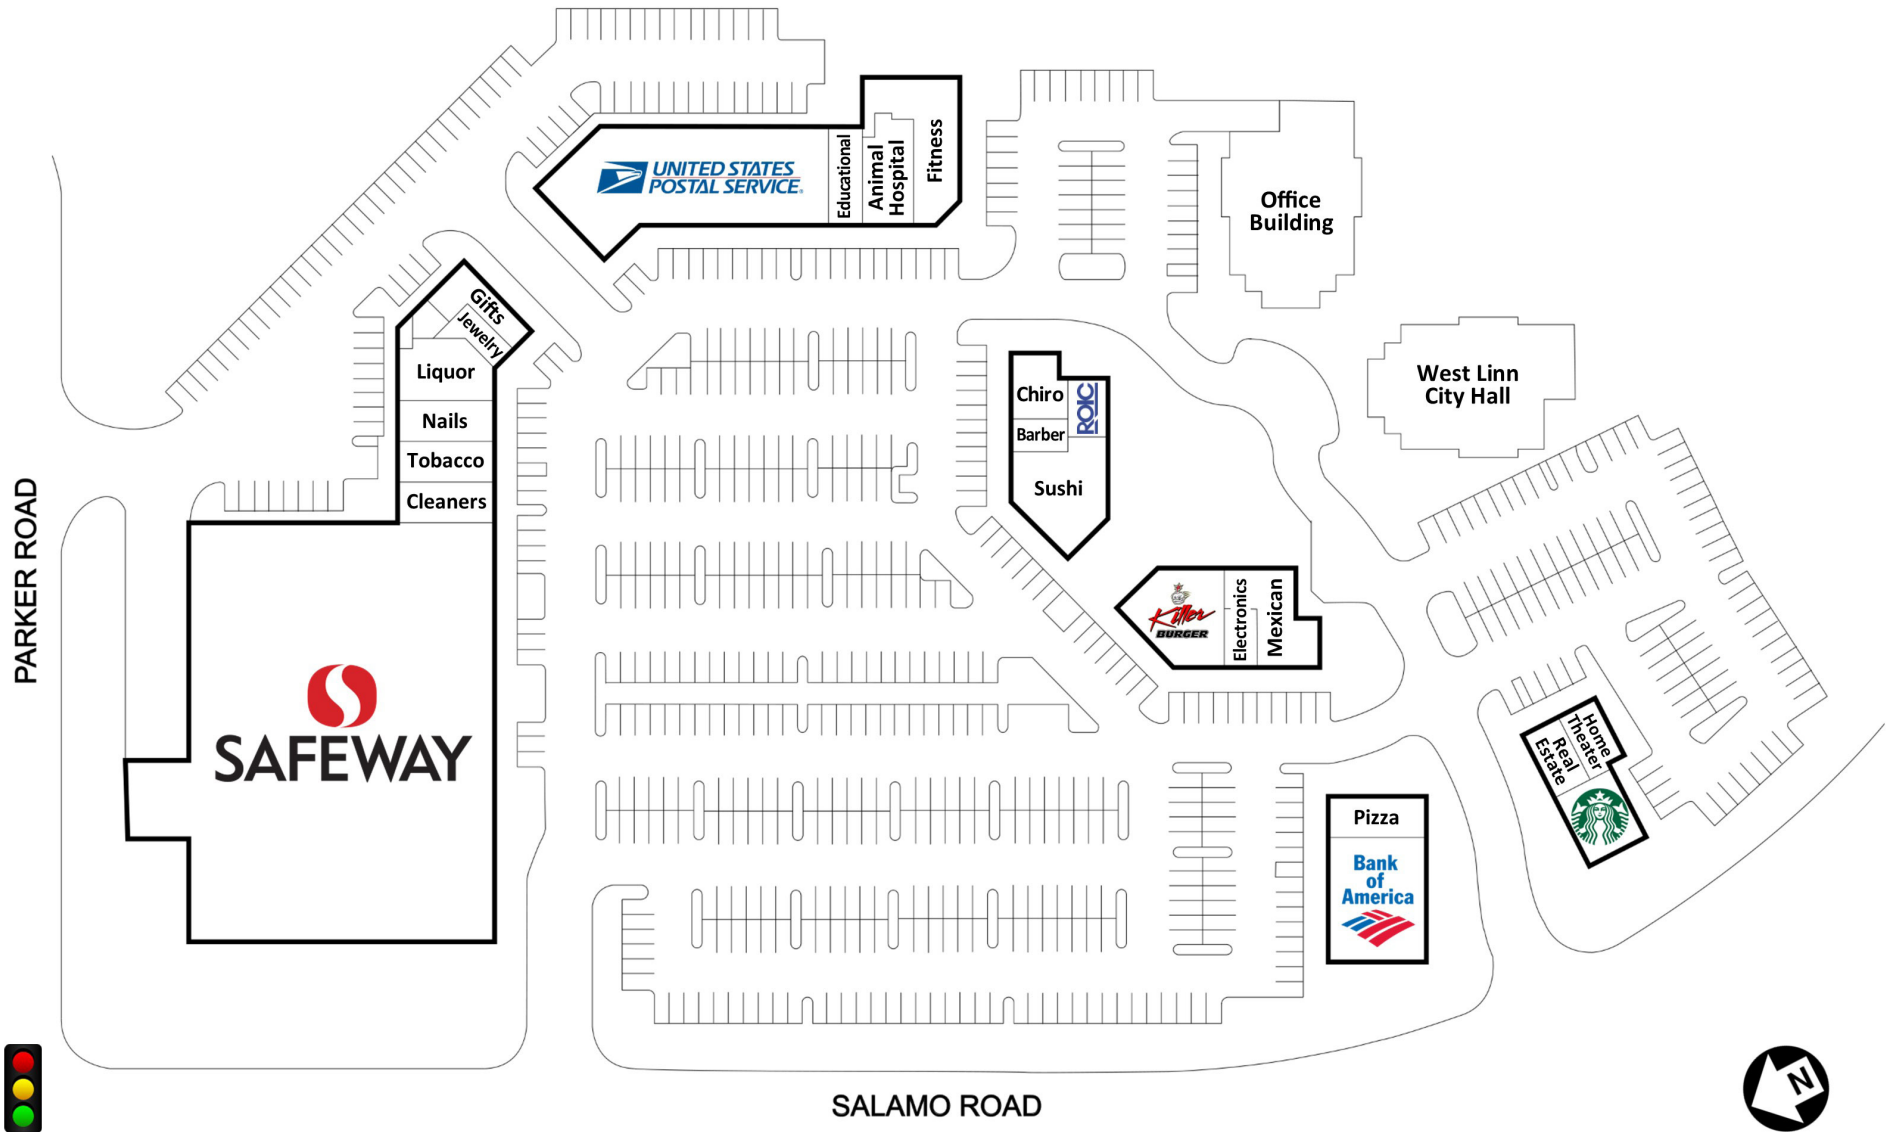 UNITED STATES
POSTAL SERVICE.
Educational
Animal
Hospital
Fitness
Office
Building
West Linn
City Hall
Gifts
Jewelry
Liquor
Nails
Tobacco
Cleaners
Chiro
ROIC
Barber
Sushi
Killer
BURGER
Electronics
Mexican
PARKER ROAD
SAFEWAY
Home
Theater
Real
Estate
Pizza
Bank
of
America
SALAMO ROAD
N